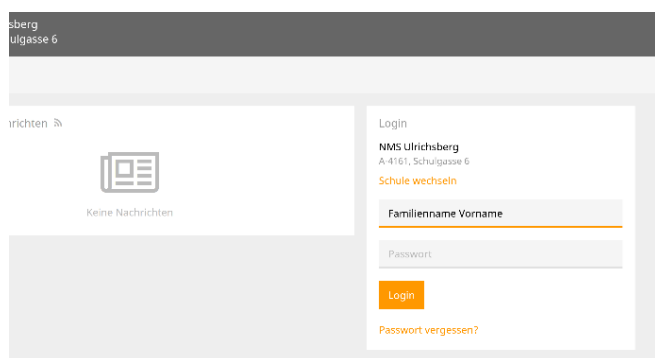 sberg
ulgasse 6
Nachrichten
Keine Nachrichten
Login
NMS Ulrichsberg
A-4161, Schulgasse 6
Schule wechseln
Familienname Vorname
Passwort
Login
Passwort vergessen?